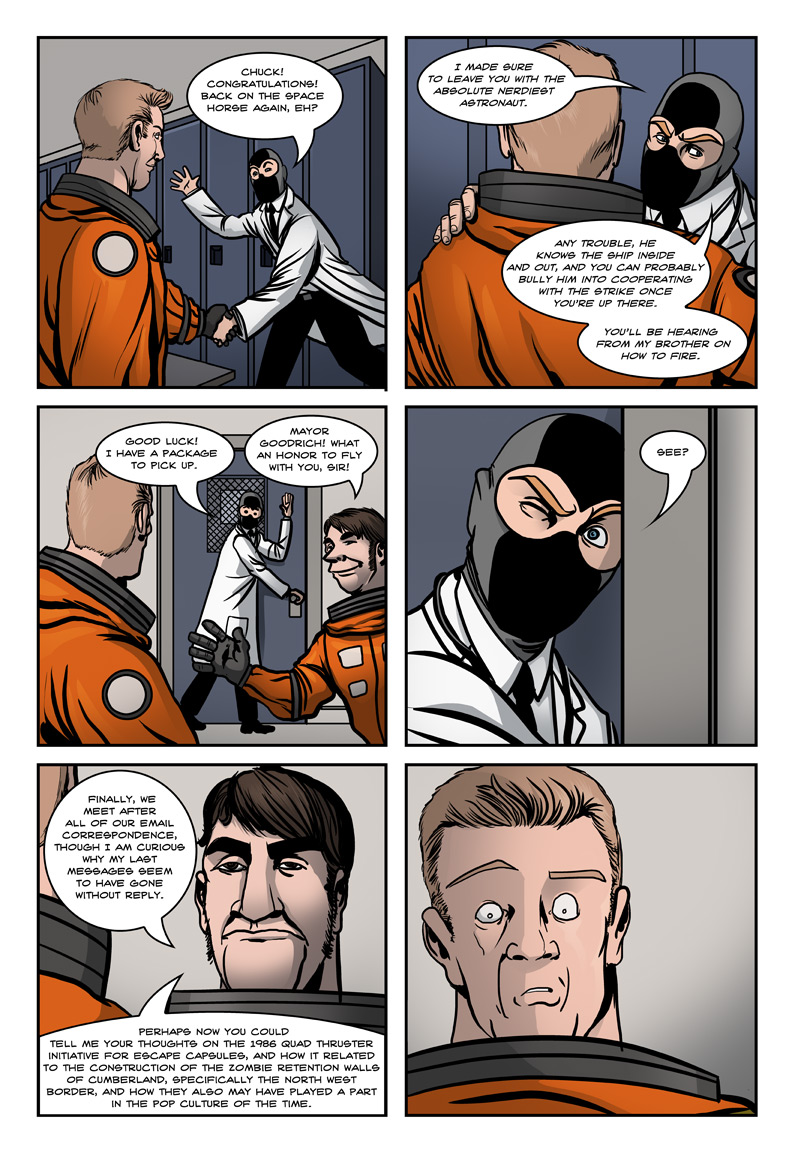 CHUCK!
CONGRATULATIONS!
BACK ON THE SPACE
HORSE AGAIN, EH?
I MADE SURE
TO LEAVE YOU WITH THE
ABSOLUTE NERDIEST
ASTRONAUT.
ANY TROUBLE, HE
KNOWS THE SHIP INSIDE
AND OUT, AND YOU CAN PROBABLY
BULLY HIM INTO COOPERATING
WITH THE STRIKE ONCE
YOU'RE UP THERE.
YOU'LL BE HEARING
FROM MY BROTHER ON
HOW TO FIRE.
GOOD LUCK!
I HAVE A PACKAGE
TO PICK UP.
MAYOR
GOODRICH! WHAT
AN HONOR TO FLY
WITH YOU, SIR!
SEE?
FINALLY, WE
MEET AFTER
ALL OF OUR EMAIL
CORRESPONDENCE,
THOUGH I AM CURIOUS
WHY MY LAST
MESSAGES SEEM
TO HAVE GONE
WITHOUT REPLY.
PERHAPS NOW YOU COULD
TELL ME YOUR THOUGHTS ON THE 1986 QUAD THRUSTER
INITIATIVE FOR ESCAPE CAPSULES, AND HOW IT RELATED
TO THE CONSTRUCTION OF THE ZOMBIE RETENTION WALLS
OF CUMBERLAND, SPECIFICALLY THE NORTH WEST
BORDER, AND HOW THEY ALSO MAY HAVE PLAYED A PART
IN THE POP CULTURE OF THE TIME.